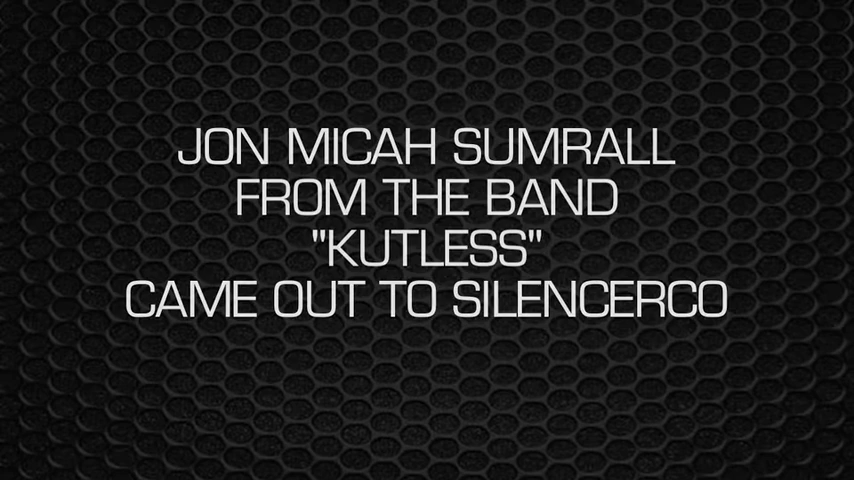 JON MICAH SUMRALL
FROM THE BAND
"KUTLESS"
CAME OUT TO SILENCERCO